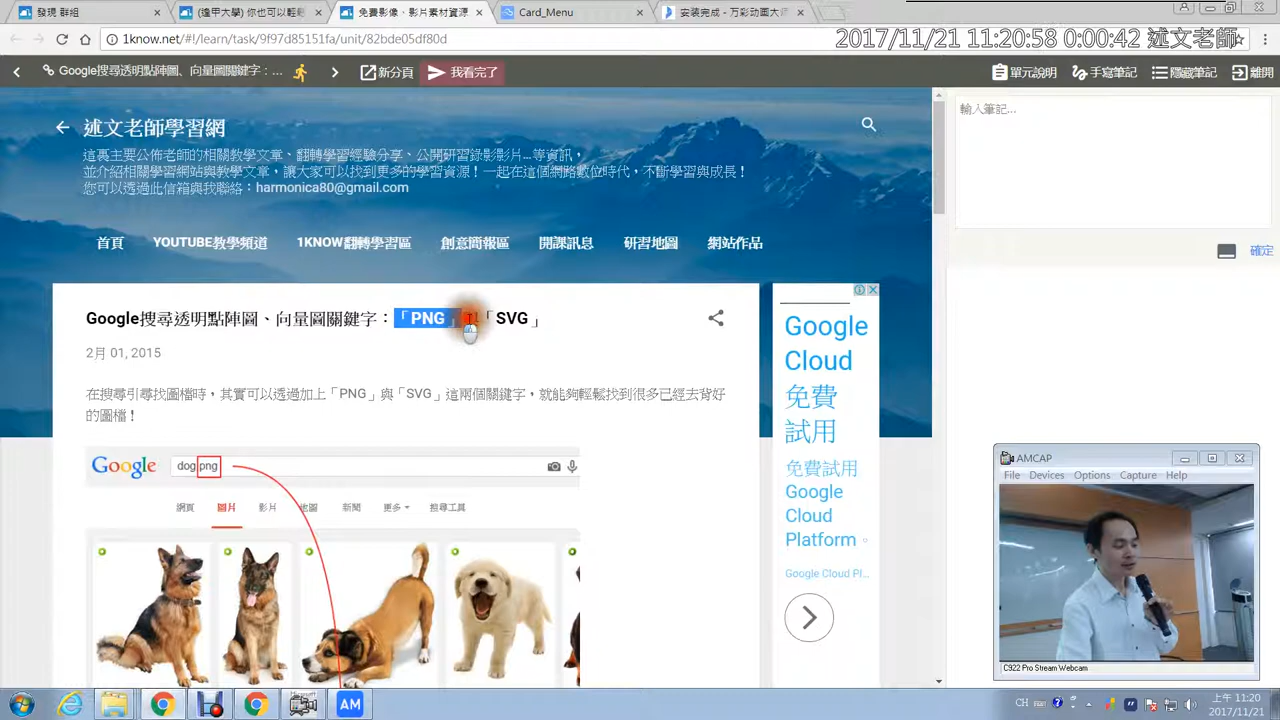 發現 群組
(逢甲大學) 你也可以輕鬆
免費影像、影片素材資源
Card_Menu
安裝完成 - 万彩动画大师
1know.net/#!/learn/task/9f97d85151fa/unit/82bde05df80d
2017/11/21 11:20:58 0:00:42 述文老師
Google搜尋透明點陣圖、向量圖關鍵字：...
新分頁
我看完了
單元說明
手寫筆記
隱藏筆記
離開
述文老師學習網
這裏主要公佈老師的相關教學文章、翻轉學習經驗分享、公開研習錄影影片...等資訊，
並介紹相關學習網站與教學文章，讓大家可以找到更多的學習資源！一起在這個網路數位時代，不斷學習與成長！
您可以透過此信箱與我聯絡：harmonica80@gmail.com
首頁
YOUTUBE教學頻道
1KNOW翻轉學習區
創意簡報區
開課訊息
研習地圖
網站作品
輸入筆記...
確定
Google搜尋透明點陣圖、向量圖關鍵字：「PNG」 「SVG」
2月 01, 2015
在搜尋引尋找圖檔時，其實可以透過加上「PNG」與「SVG」這兩個關鍵字，就能夠輕鬆找到很多已經去背好
的圖檔！
Google
dog png
網頁
圖片
影片
地圖
新聞
更多
搜尋工具
Google
Cloud
免費
試用
免費試用
Google
Cloud
Platform。
Google Cloud Pl...
AMCAP
File Devices Options Capture Help
C922 Pro Stream Webcam
AM
CH
上午 11:20
2017/11/21